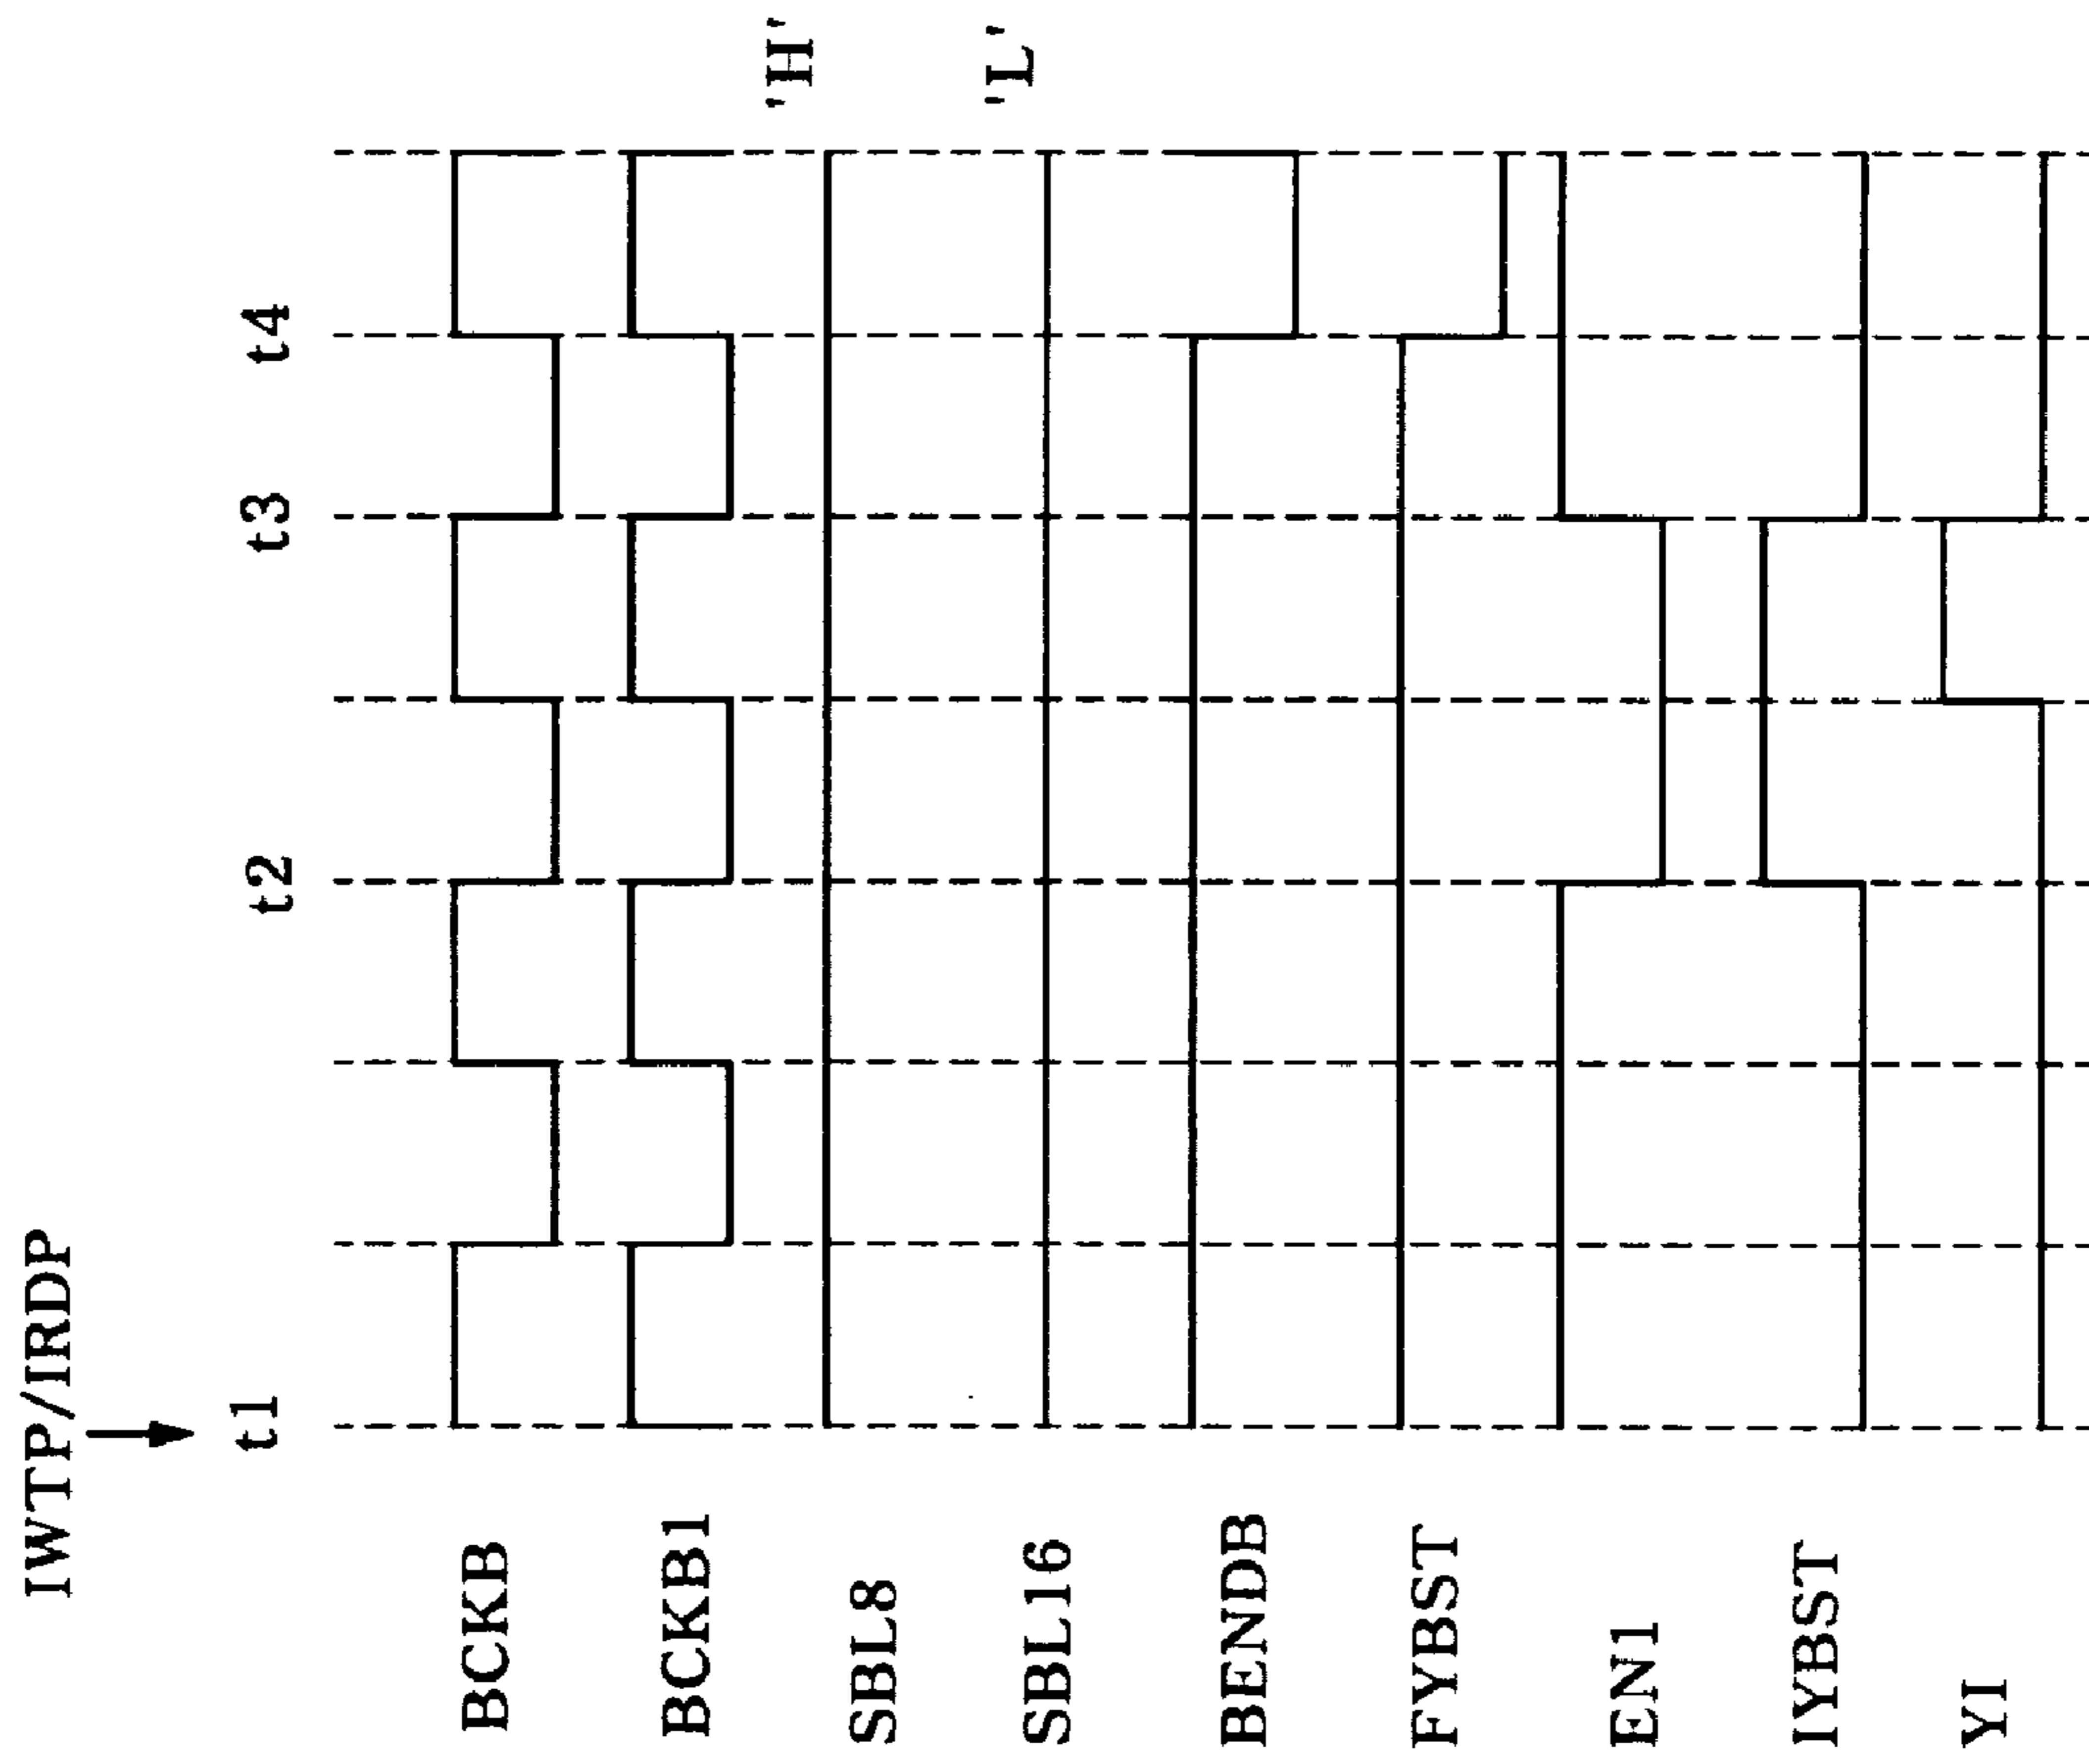 IWTP/IRDP
t1
t2
t3
t4
BCKB
BCKB1
SBL8
'H'
SBL16
'L'
BENDB
FYBST
EN1
IYBST
YI